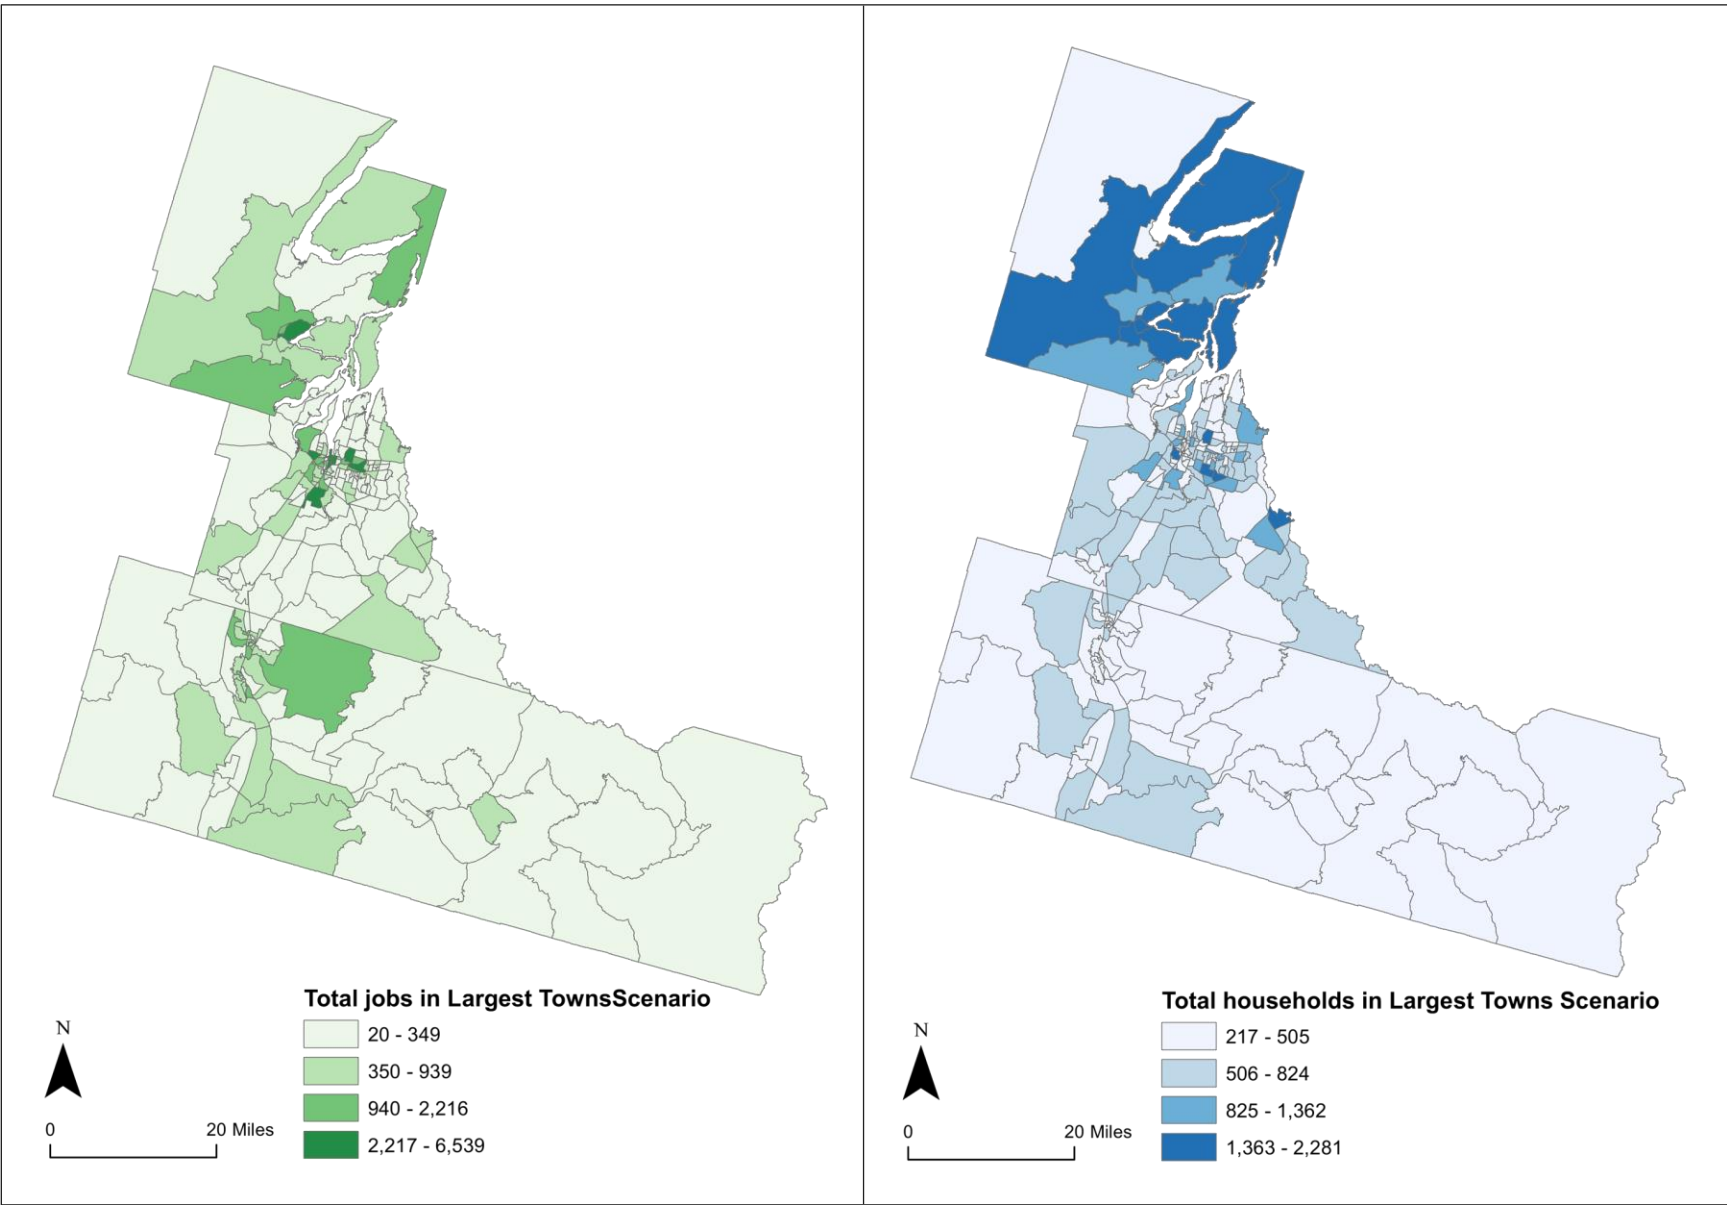 Total jobs in Largest TownsScenario
20 - 349
350 - 939
940 - 2,216
2,217 - 6,539
N
0 20 Miles
Total households in Largest Towns Scenario
217 - 505
506 - 824
825 - 1,362
1,363 - 2,281
N
0 20 Miles